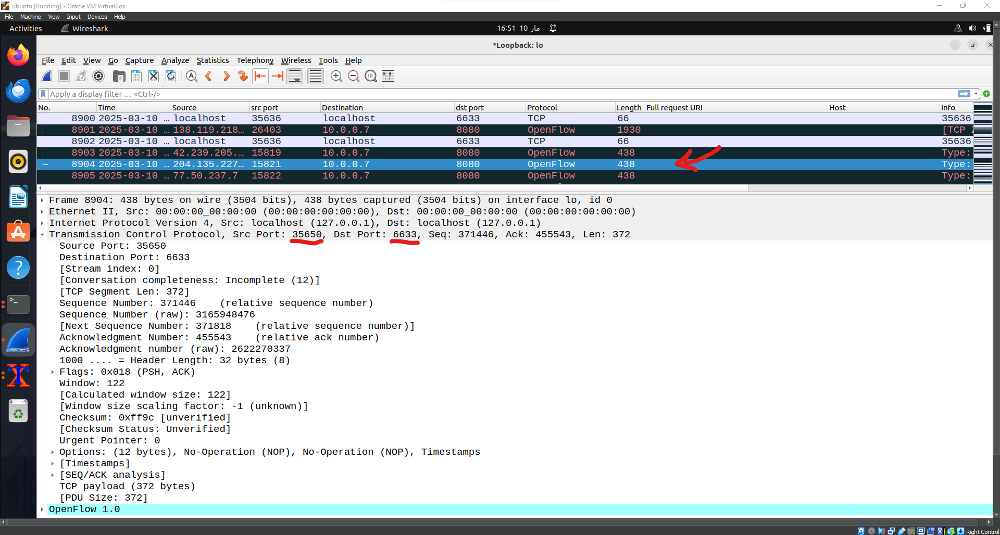 ubuntu [Running] - Oracle VM VirtualBox
File Machine View Input Devices Help
Activities Wireshark 16:51 10 مار
*Loopback: lo
File Edit View Go Capture Analyze Statistics Telephony Wireless Tools Help
Apply a display filter … <Ctrl-/>
No. Time Source src port Destination dst port Protocol Length Full request URI Host Info
8900 2025-03-10 … localhost 35636 localhost 6633 TCP 66 35636
8901 2025-03-10 … 138.119.218… 26403 10.0.0.7 8080 OpenFlow 1930 [TCP
8902 2025-03-10 … localhost 35636 localhost 6633 TCP 66 35636
8903 2025-03-10 … 42.239.205.… 15819 10.0.0.7 8080 OpenFlow 438 Type:
8904 2025-03-10 … 204.135.227… 15821 10.0.0.7 8080 OpenFlow 438 Type:
8905 2025-03-10 … 77.50.237.7 15822 10.0.0.7 8080 OpenFlow 438 Type:
Frame 8904: 438 bytes on wire (3504 bits), 438 bytes captured (3504 bits) on interface lo, id 0
Ethernet II, Src: 00:00:00_00:00:00 (00:00:00:00:00:00), Dst: 00:00:00_00:00:00 (00:00:00:00:00:00)
Internet Protocol Version 4, Src: localhost (127.0.0.1), Dst: localhost (127.0.0.1)
Transmission Control Protocol, Src Port: 35650, Dst Port: 6633, Seq: 371446, Ack: 455543, Len: 372
Source Port: 35650
Destination Port: 6633
[Stream index: 0]
[Conversation completeness: Incomplete (12)]
[TCP Segment Len: 372]
Sequence Number: 371446 (relative sequence number)
Sequence Number (raw): 3165948476
[Next Sequence Number: 371818 (relative sequence number)]
Acknowledgment Number: 455543 (relative ack number)
Acknowledgment number (raw): 2622270337
1000 .... = Header Length: 32 bytes (8)
Flags: 0x018 (PSH, ACK)
Window: 122
[Calculated window size: 122]
[Window size scaling factor: -1 (unknown)]
Checksum: 0xff9c [unverified]
[Checksum Status: Unverified]
Urgent Pointer: 0
Options: (12 bytes), No-Operation (NOP), No-Operation (NOP), Timestamps
[Timestamps]
[SEQ/ACK analysis]
TCP payload (372 bytes)
[PDU Size: 372]
OpenFlow 1.0
Right Control